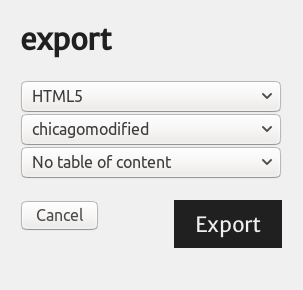 export
HTML5
chicagomodified
No table of content
Cancel
Export